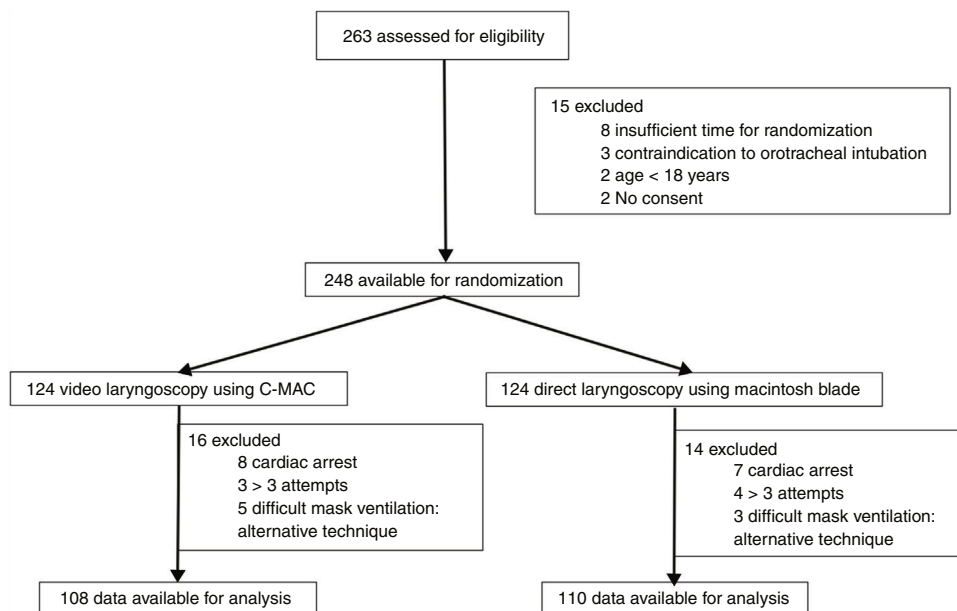 263 assessed for eligibility
15 excluded
8 insufficient time for randomization
3 contraindication to orotracheal intubation
2 age < 18 years
2 No consent
248 available for randomization
124 video laryngoscopy using C-MAC
124 direct laryngoscopy using macintosh blade
16 excluded
8 cardiac arrest
3 > 3 attempts
5 difficult mask ventilation:
alternative technique
14 excluded
7 cardiac arrest
4 > 3 attempts
3 difficult mask ventilation:
alternative technique
108 data available for analysis
110 data available for analysis